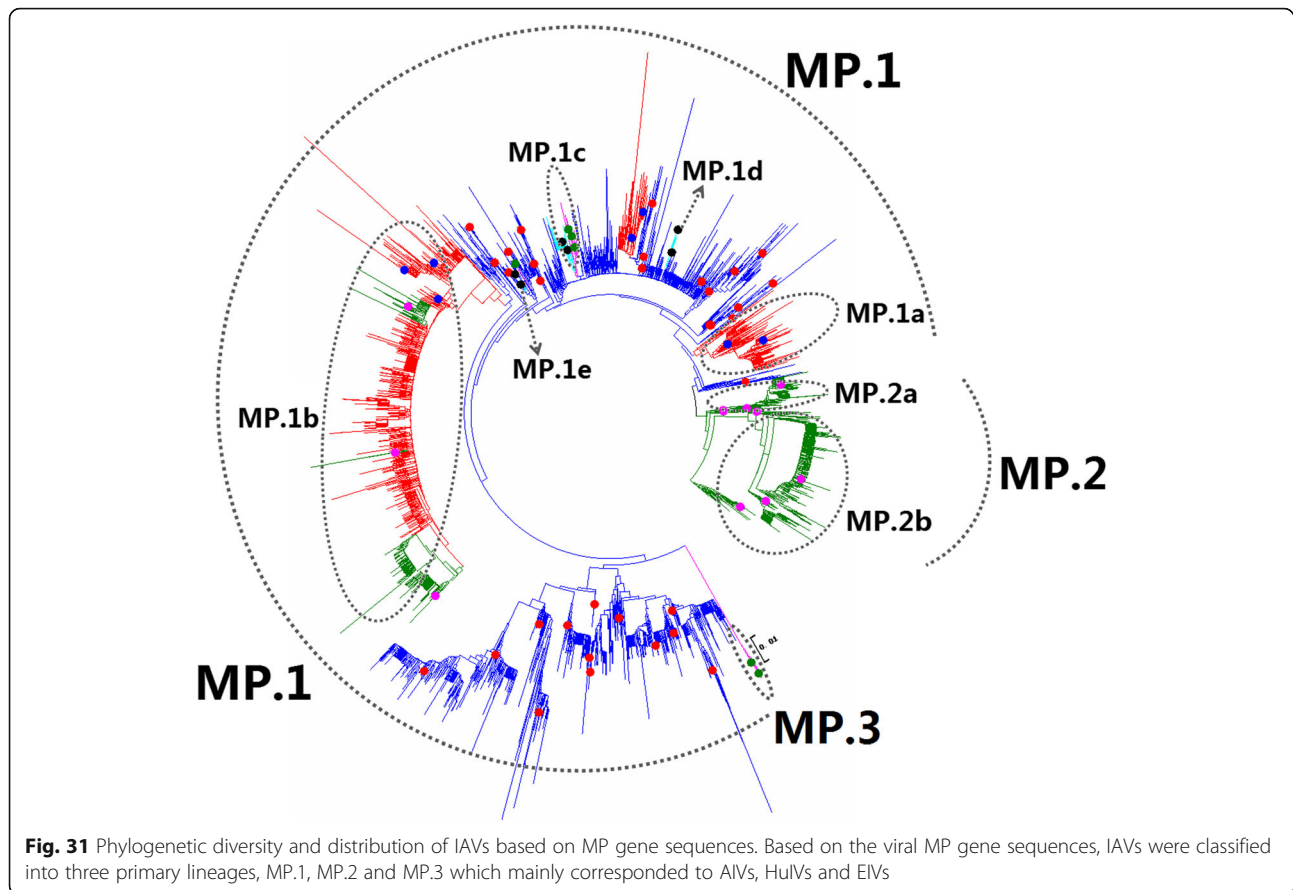 MP.1
MP.1c
MP.1d
MP.1a
MP.1e
MP.2a
MP.1b
MP.2
MP.2b
0.01
MP.1
MP.3
Fig. 31 Phylogenetic diversity and distribution of IAVs based on MP gene sequences. Based on the viral MP gene sequences, IAVs were classified
into three primary lineages, MP.1, MP.2 and MP.3 which mainly corresponded to AIVs, HuIVs and EIVs